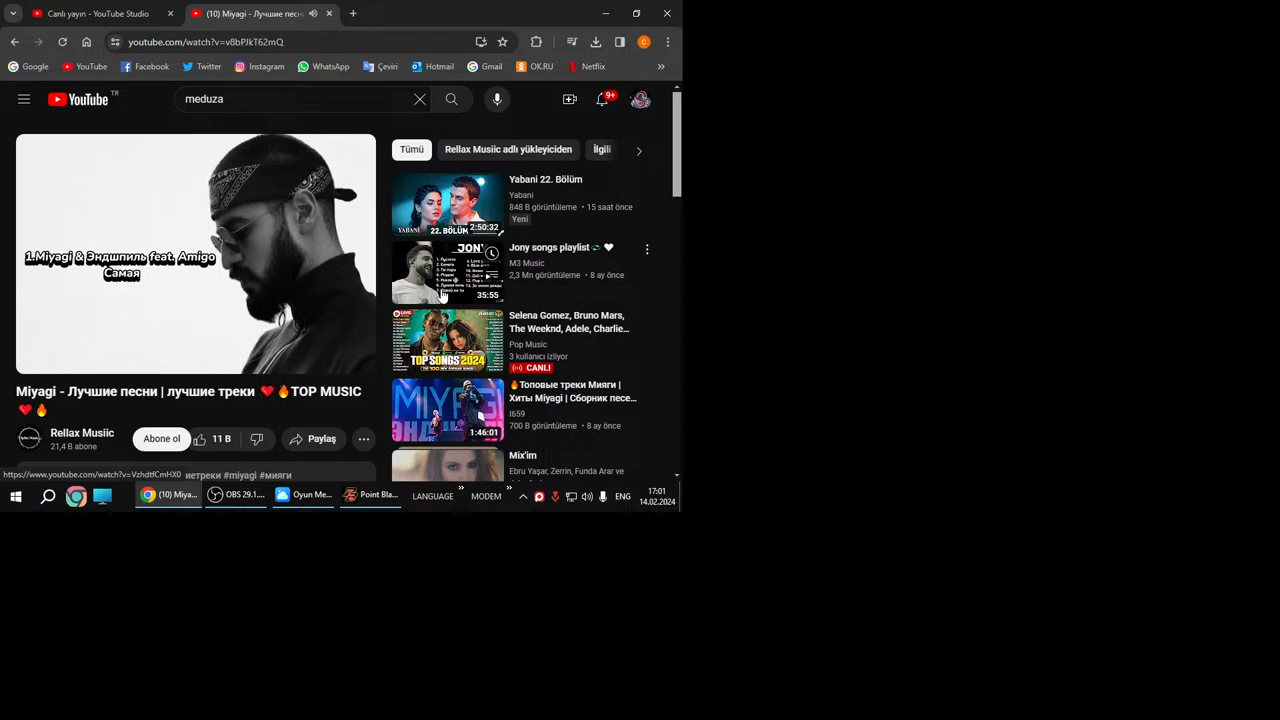 Canlı yayın - YouTube Studio
(10) Miyagi - Лучшие песн
youtube.com/watch?v=v8bPJkT62mQ
Google YouTube Facebook Twitter Instagram WhatsApp Çeviri Hotmail Gmail OK.RU Netflix »
YouTube TR
meduza
9+
1.Miyagi & Эндшпиль feat. Amigo
Самая
Miyagi - Лучшие песни | лучшие треки ❤️🔥TOP MUSIC
❤️🔥
Rellax Musiic
21,4 B abone
Abone ol
11 B
Paylaş
https://www.youtube.com/watch?v=VzhdtfCmHX0 иетреки #miyagi #мияги
Tümü
Rellax Musiic adlı yükleyiciden
İlgili
YABANİ 22. BÖLÜM
2:50:32
Yabani 22. Bölüm
Yabani
848 B görüntüleme • 15 saat önce
Yeni
JONY
35:55
Jony songs playlist
M3 Music
2,3 Mn görüntüleme • 8 ay önce
LIVE
TOP SONGS 2024
Selena Gomez, Bruno Mars,
The Weeknd, Adele, Charlie…
Pop Music
3 kullanıcı izliyor
CANLI
MIYAGI
1:46:01
🔥Топовые треки Мияги |
Хиты Miyagi | Сборник песе…
I659
700 B görüntüleme • 8 ay önce
Mix'im
Ebru Yaşar, Zerrin, Funda Arar ve
(10) Miya...
OBS 29.1....
Oyun Me...
Point Bla...
LANGUAGE »
MODEM »
ENG
17:01
14.02.2024